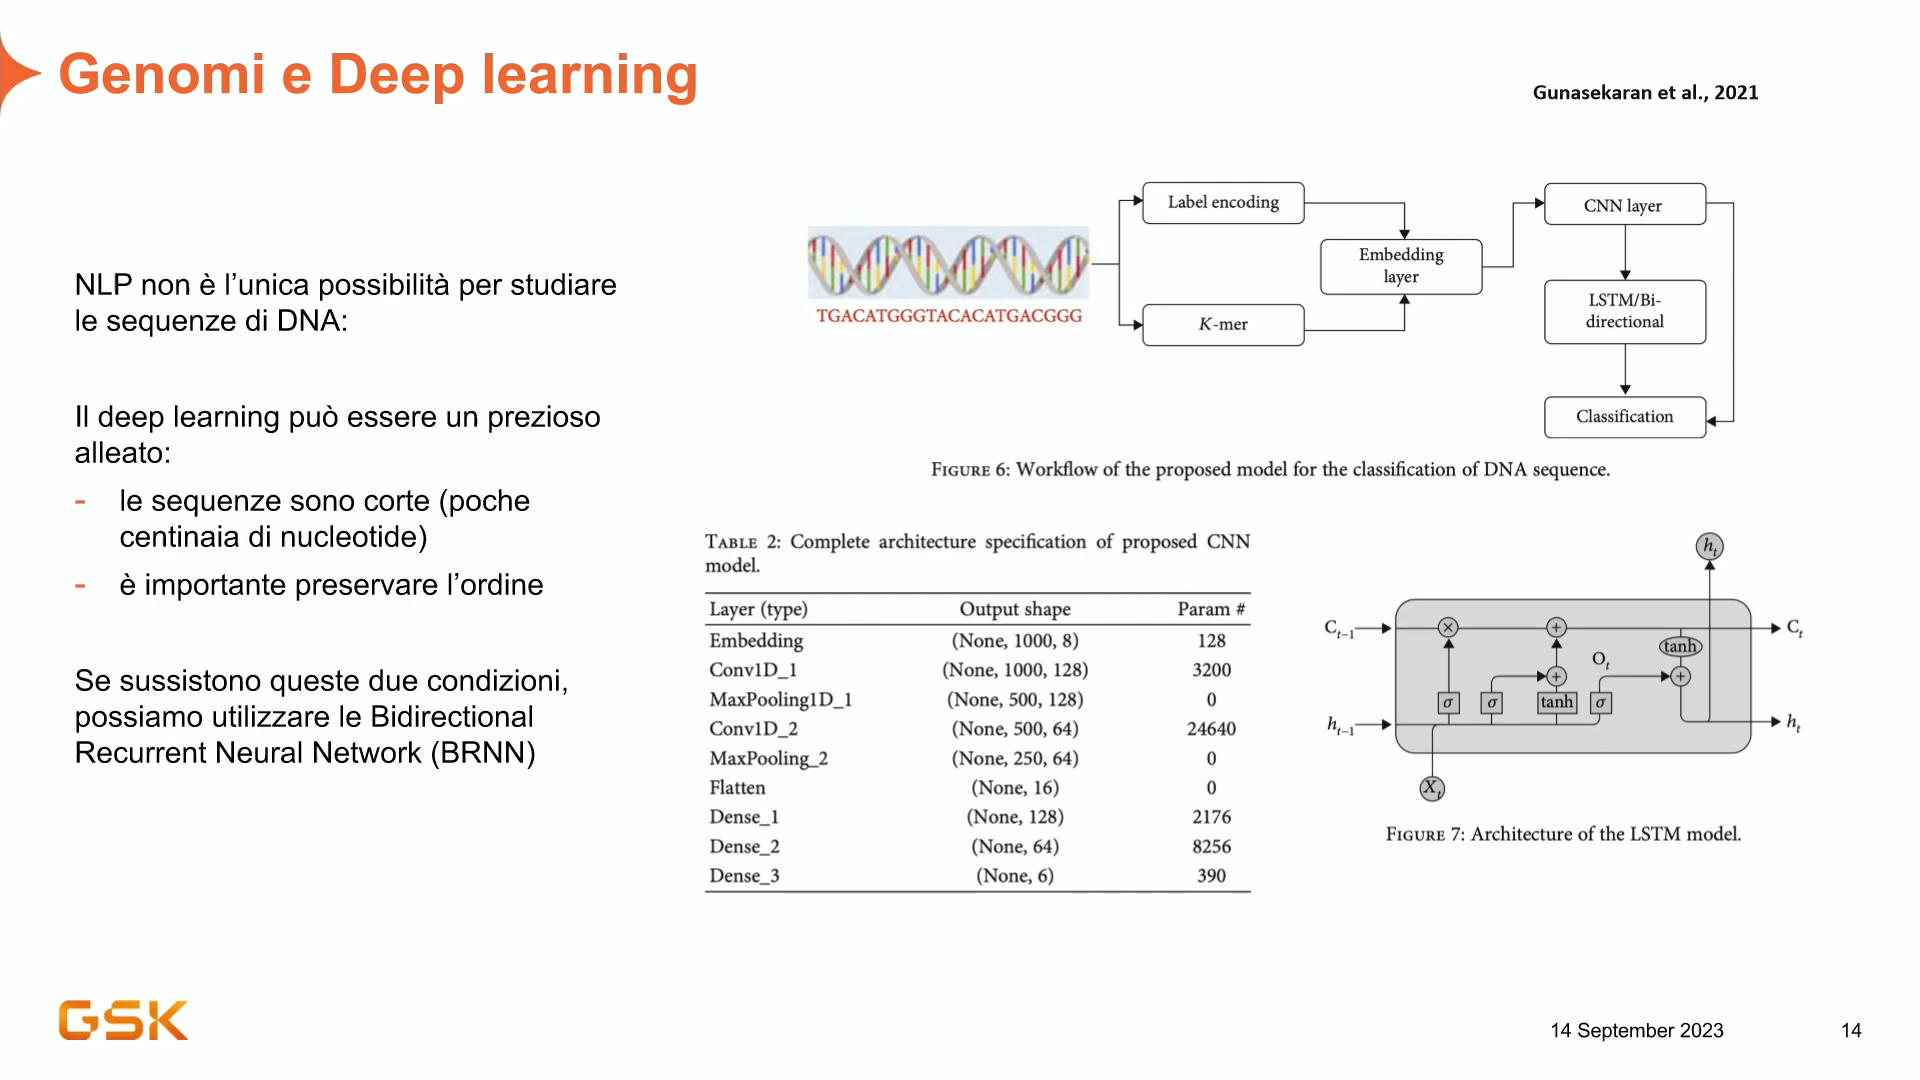 Genomi e Deep learning
Gunasekaran et al., 2021
NLP non è l’unica possibilità per studiare
le sequenze di DNA:
Il deep learning può essere un prezioso
alleato:
- le sequenze sono corte (poche
centinaia di nucleotide)
- è importante preservare l’ordine
Se sussistono queste due condizioni,
possiamo utilizzare le Bidirectional
Recurrent Neural Network (BRNN)
TGACATGGGTACACATGACGGG
Label encoding
K-mer
Embedding
layer
CNN layer
LSTM/Bi-
directional
Classification
FIGURE 6: Workflow of the proposed model for the classification of DNA sequence.
TABLE 2: Complete architecture specification of proposed CNN
model.
Layer (type) Output shape Param #
Embedding (None, 1000, 8) 128
Conv1D_1 (None, 1000, 128) 3200
MaxPooling1D_1 (None, 500, 128) 0
Conv1D_2 (None, 500, 64) 24640
MaxPooling_2 (None, 250, 64) 0
Flatten (None, 16) 0
Dense_1 (None, 128) 2176
Dense_2 (None, 64) 8256
Dense_3 (None, 6) 390
ht
Ct–1 × + Ct
tanh
Ot
+ +
σ σ tanh σ
ht–1 ht
Xt
FIGURE 7: Architecture of the LSTM model.
GSK
14 September 2023
14